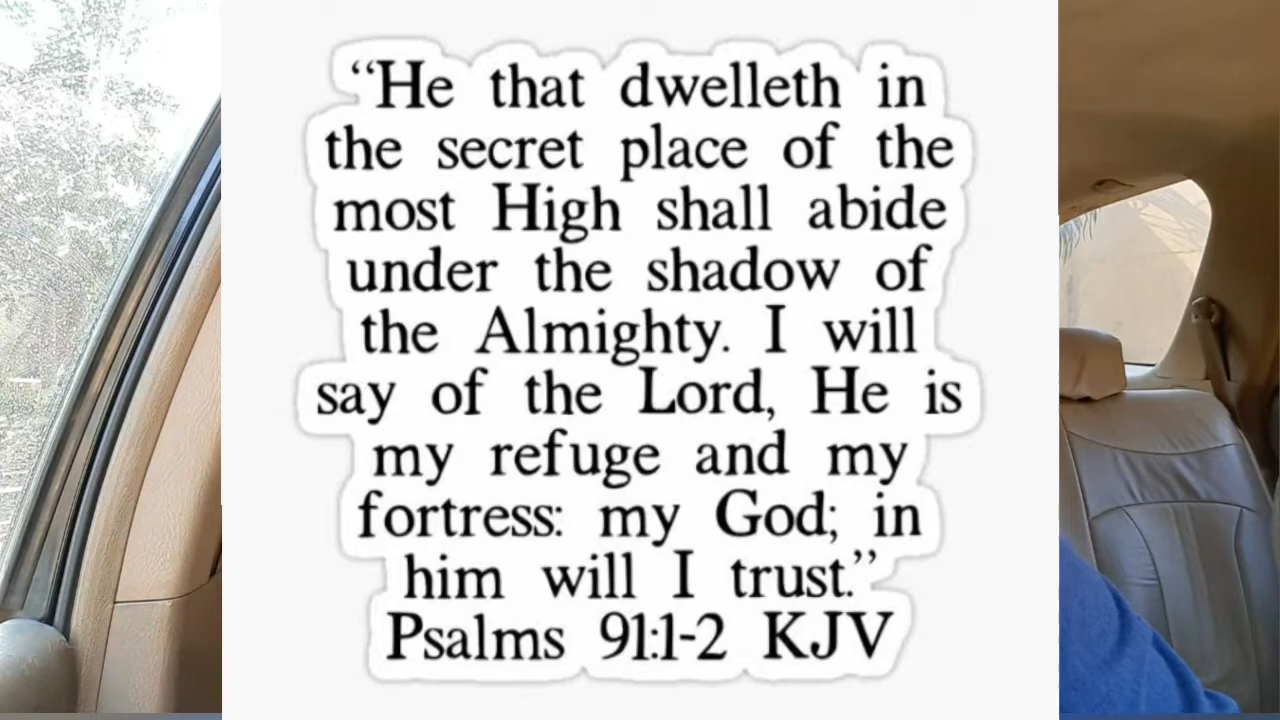 “He that dwelleth in
the secret place of the
most High shall abide
under the shadow of
the Almighty. I will
say of the Lord, He is
my refuge and my
fortress: my God; in
him will I trust.”
Psalms 91:1-2 KJV